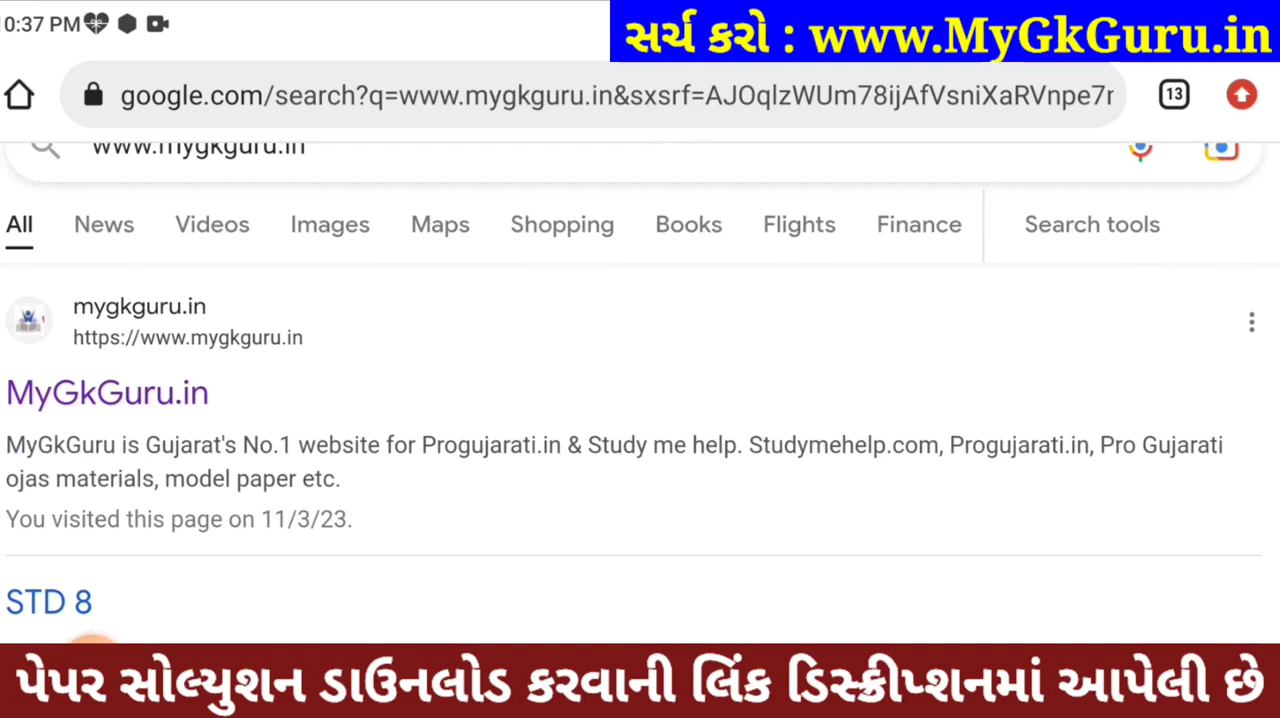 0:37 PM
સર્ચ કરો : www.MyGkGuru.in
google.com/search?q=www.mygkguru.in&sxsrf=AJOqlzWUm78ijAfVsniXaRVnpe7r
13
www.mygkguru.in
All News Videos Images Maps Shopping Books Flights Finance Search tools
mygkguru.in
https://www.mygkguru.in
MyGkGuru.in
MyGkGuru is Gujarat's No.1 website for Progujarati.in & Study me help. Studymehelp.com, Progujarati.in, Pro Gujarati
ojas materials, model paper etc.
You visited this page on 11/3/23.
STD 8
પેપર સોલ્યુશન ડાઉનલોડ કરવાની લિંક ડિસ્ક્રીપ્શનમાં આપેલી છે